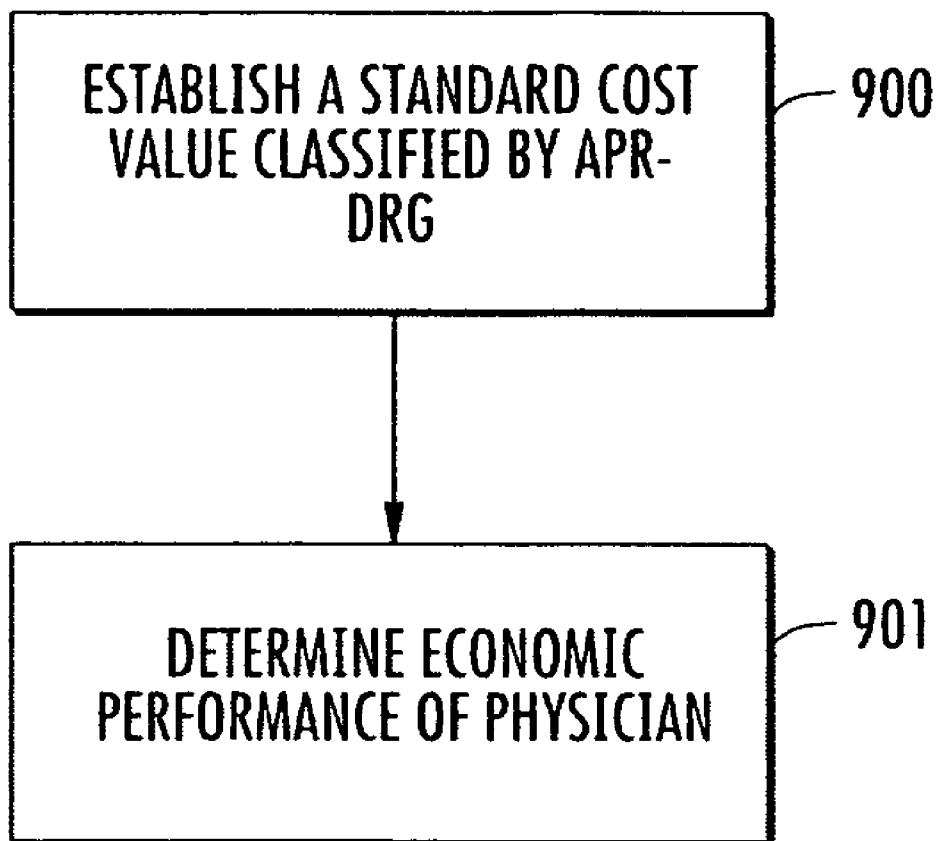 ESTABLISH A STANDARD COST
VALUE CLASSIFIED BY APR-
DRG
900
DETERMINE ECONOMIC
PERFORMANCE OF PHYSICIAN
901